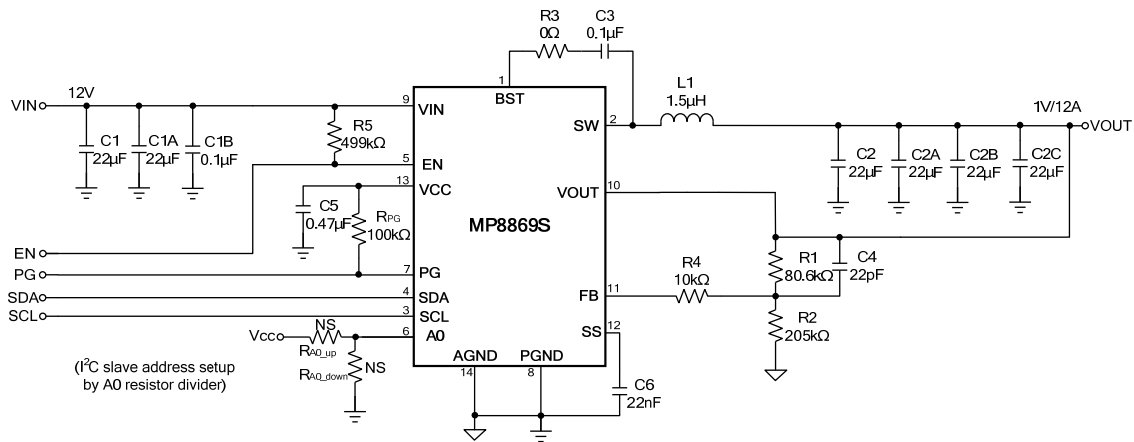 R3
0Ω
C3
0.1µF
1
BST
L1
1.5µH
12V
VIN
9
VIN
SW
2
1V/12A
VOUT
C1
22µF
C1A
22µF
C1B
0.1µF
R5
499kΩ
5
EN
C2
22µF
C2A
22µF
C2B
22µF
C2C
22µF
13
VCC
VOUT
10
C5
0.47µF
RPG
100kΩ
MP8869S
EN
PG
7
PG
R1
80.6kΩ
C4
22pF
R4
10kΩ
FB
11
SDA
4
SDA
SCL
3
SCL
R2
205kΩ
SS
12
VCC
NS
6
A0
RA0_up
RA0_down
NS
AGND
14
PGND
8
C6
22nF
(I²C slave address setup
by A0 resistor divider)